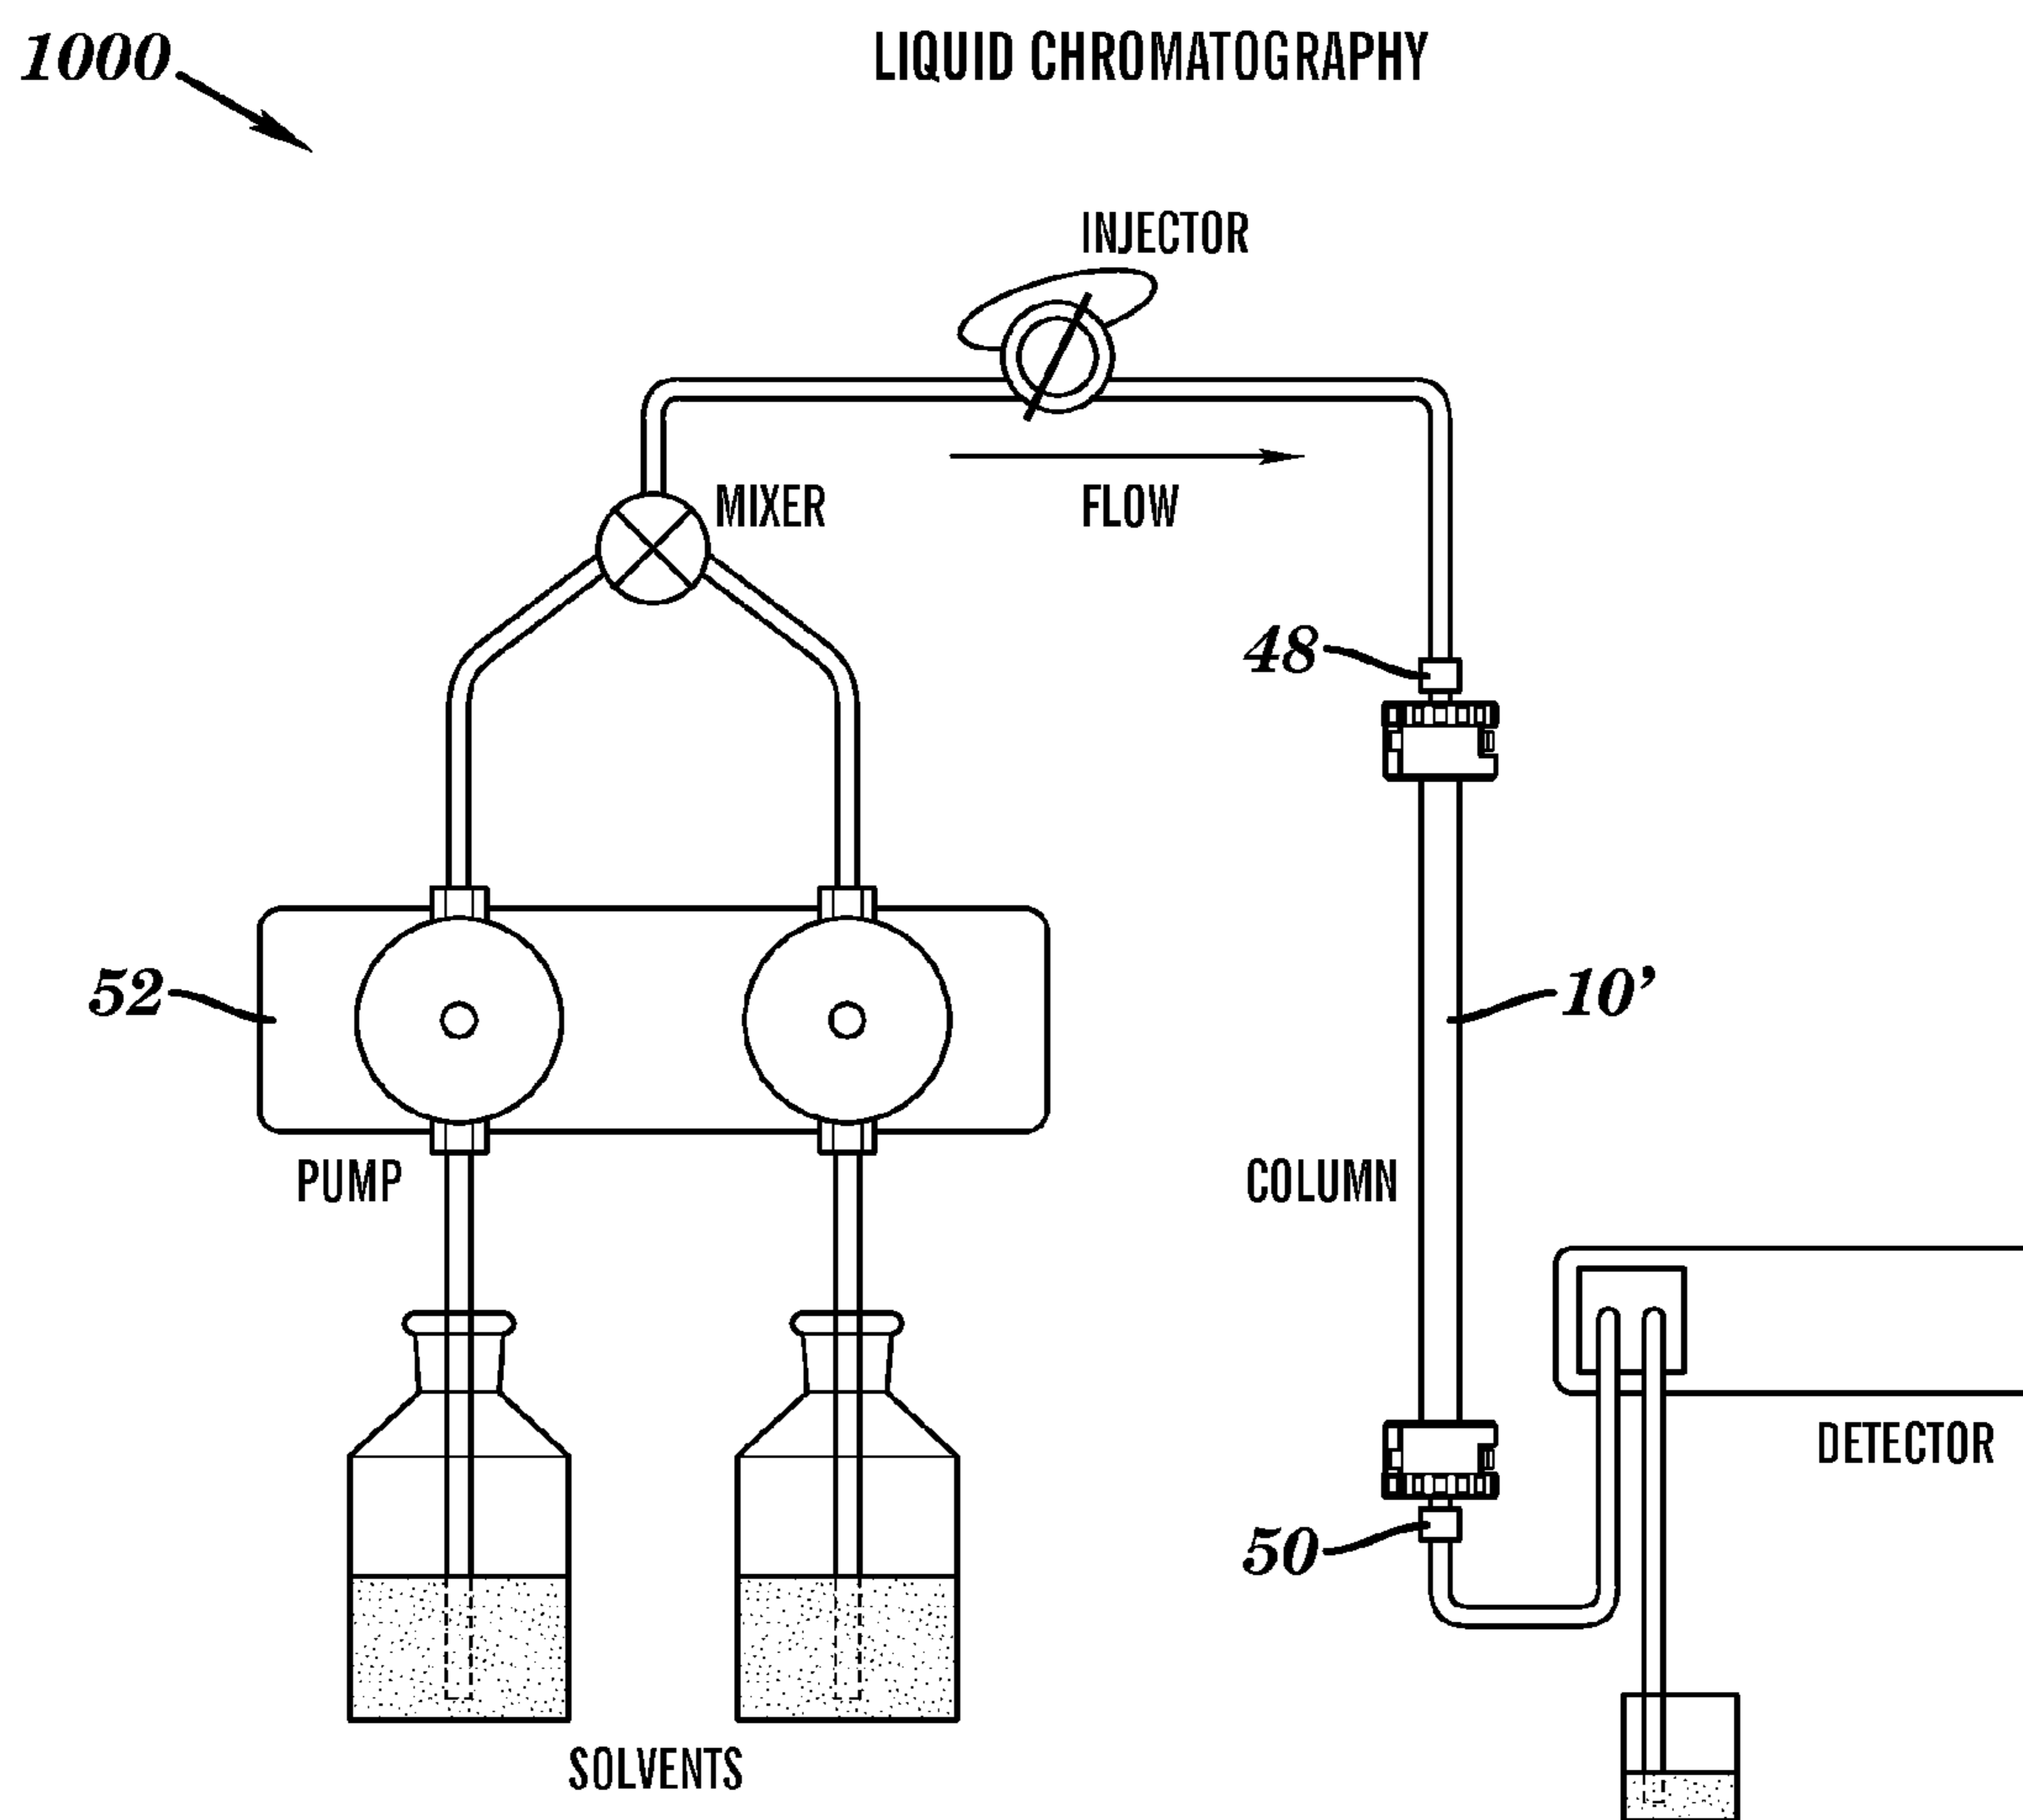 1000
LIQUID CHROMATOGRAPHY
INJECTOR
MIXER
FLOW
48
52
10’
PUMP
COLUMN
DETECTOR
50
SOLVENTS